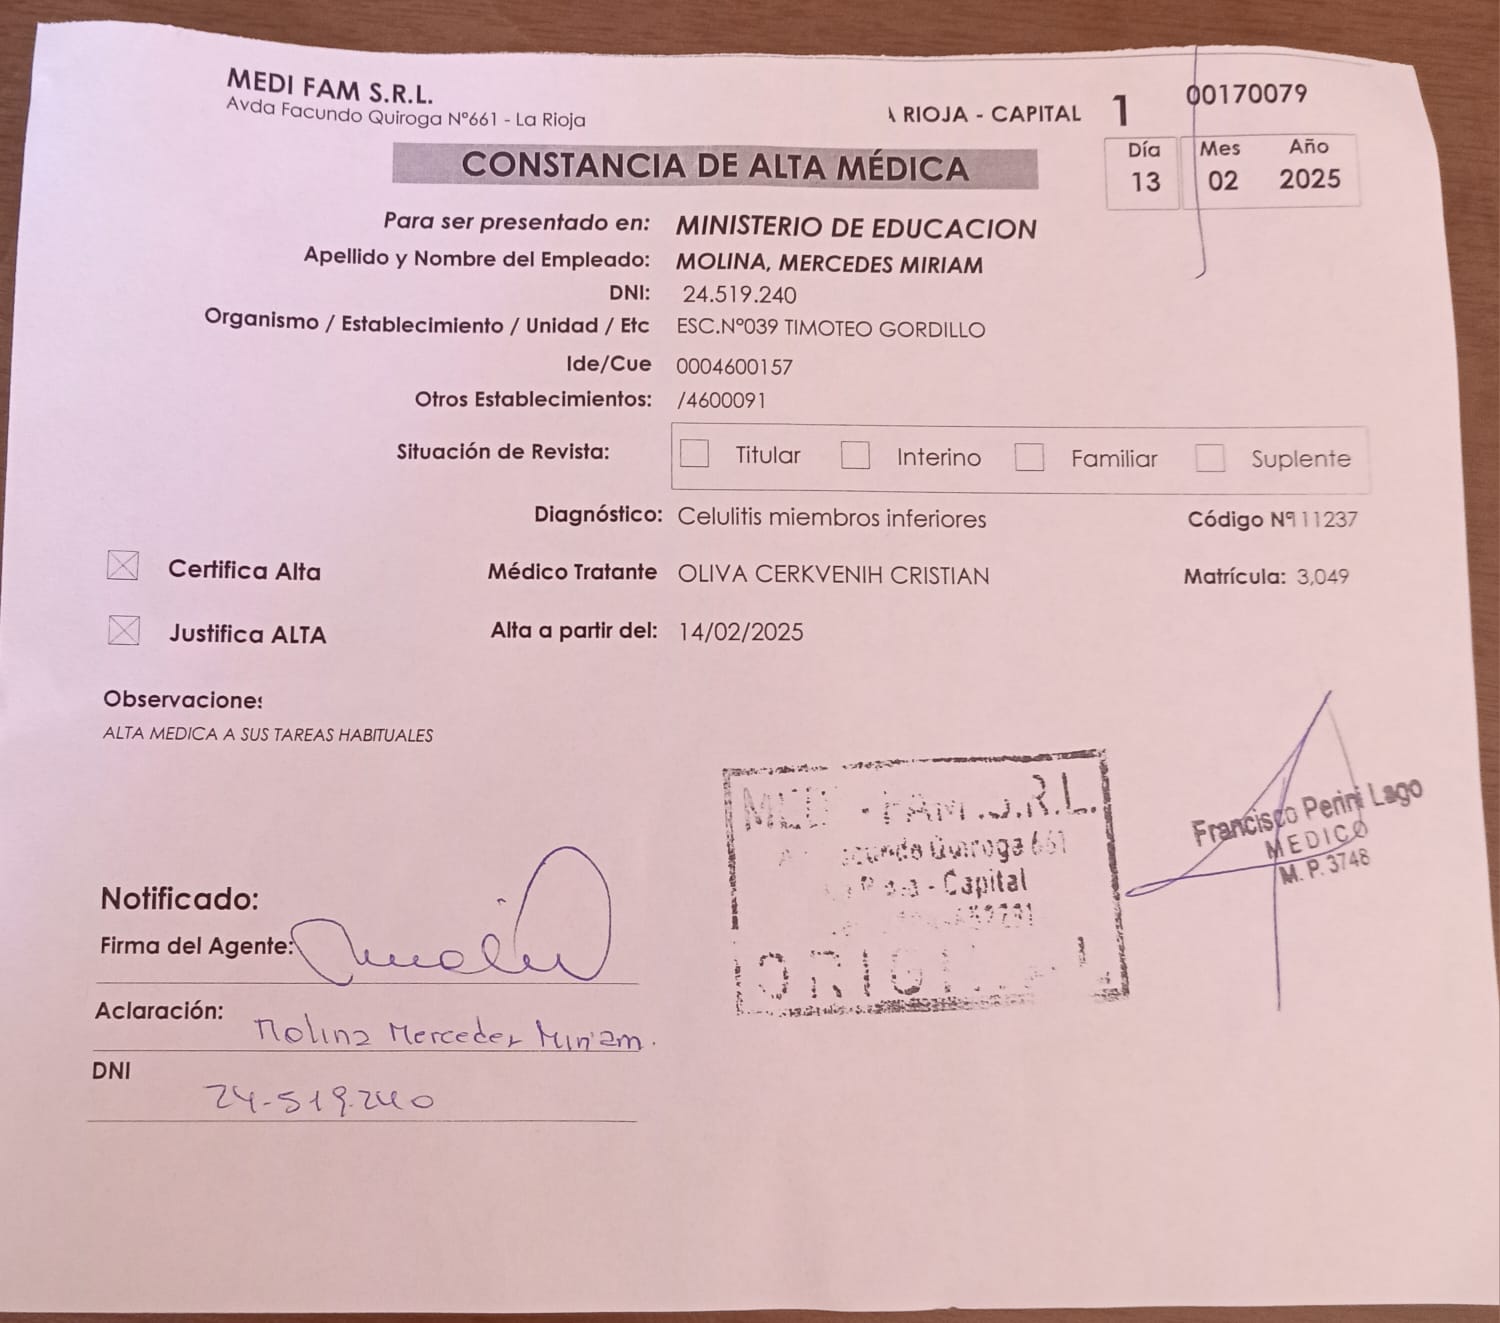 MEDI FAM S.R.L.
Avda Facundo Quiroga Nº661 - La Rioja
A RIOJA - CAPITAL 1 00170079
CONSTANCIA DE ALTA MÉDICA
Día Mes Año
13 02 2025
Para ser presentado en: MINISTERIO DE EDUCACION
Apellido y Nombre del Empleado: MOLINA, MERCEDES MIRIAM
DNI: 24.519.240
Organismo / Establecimiento / Unidad / Etc ESC.Nº039 TIMOTEO GORDILLO
Ide/Cue 0004600157
Otros Establecimientos: /4600091
Situación de Revista: Titular Interino Familiar Suplente
Diagnóstico: Celulitis miembros inferiores Código Nº 11237
Certifica Alta Médico Tratante OLIVA CERKVENIH CRISTIAN Matrícula: 3,049
Justifica ALTA Alta a partir del: 14/02/2025
Observaciones
ALTA MEDICA A SUS TAREAS HABITUALES
S.R.L.
Quiroga 661
- Capital
Francisco Perini Lago
MEDICO
M. P. 3748
Notificado:
Firma del Agente:
Aclaración: Molina Mercedes Miriam.
DNI 24-519.240